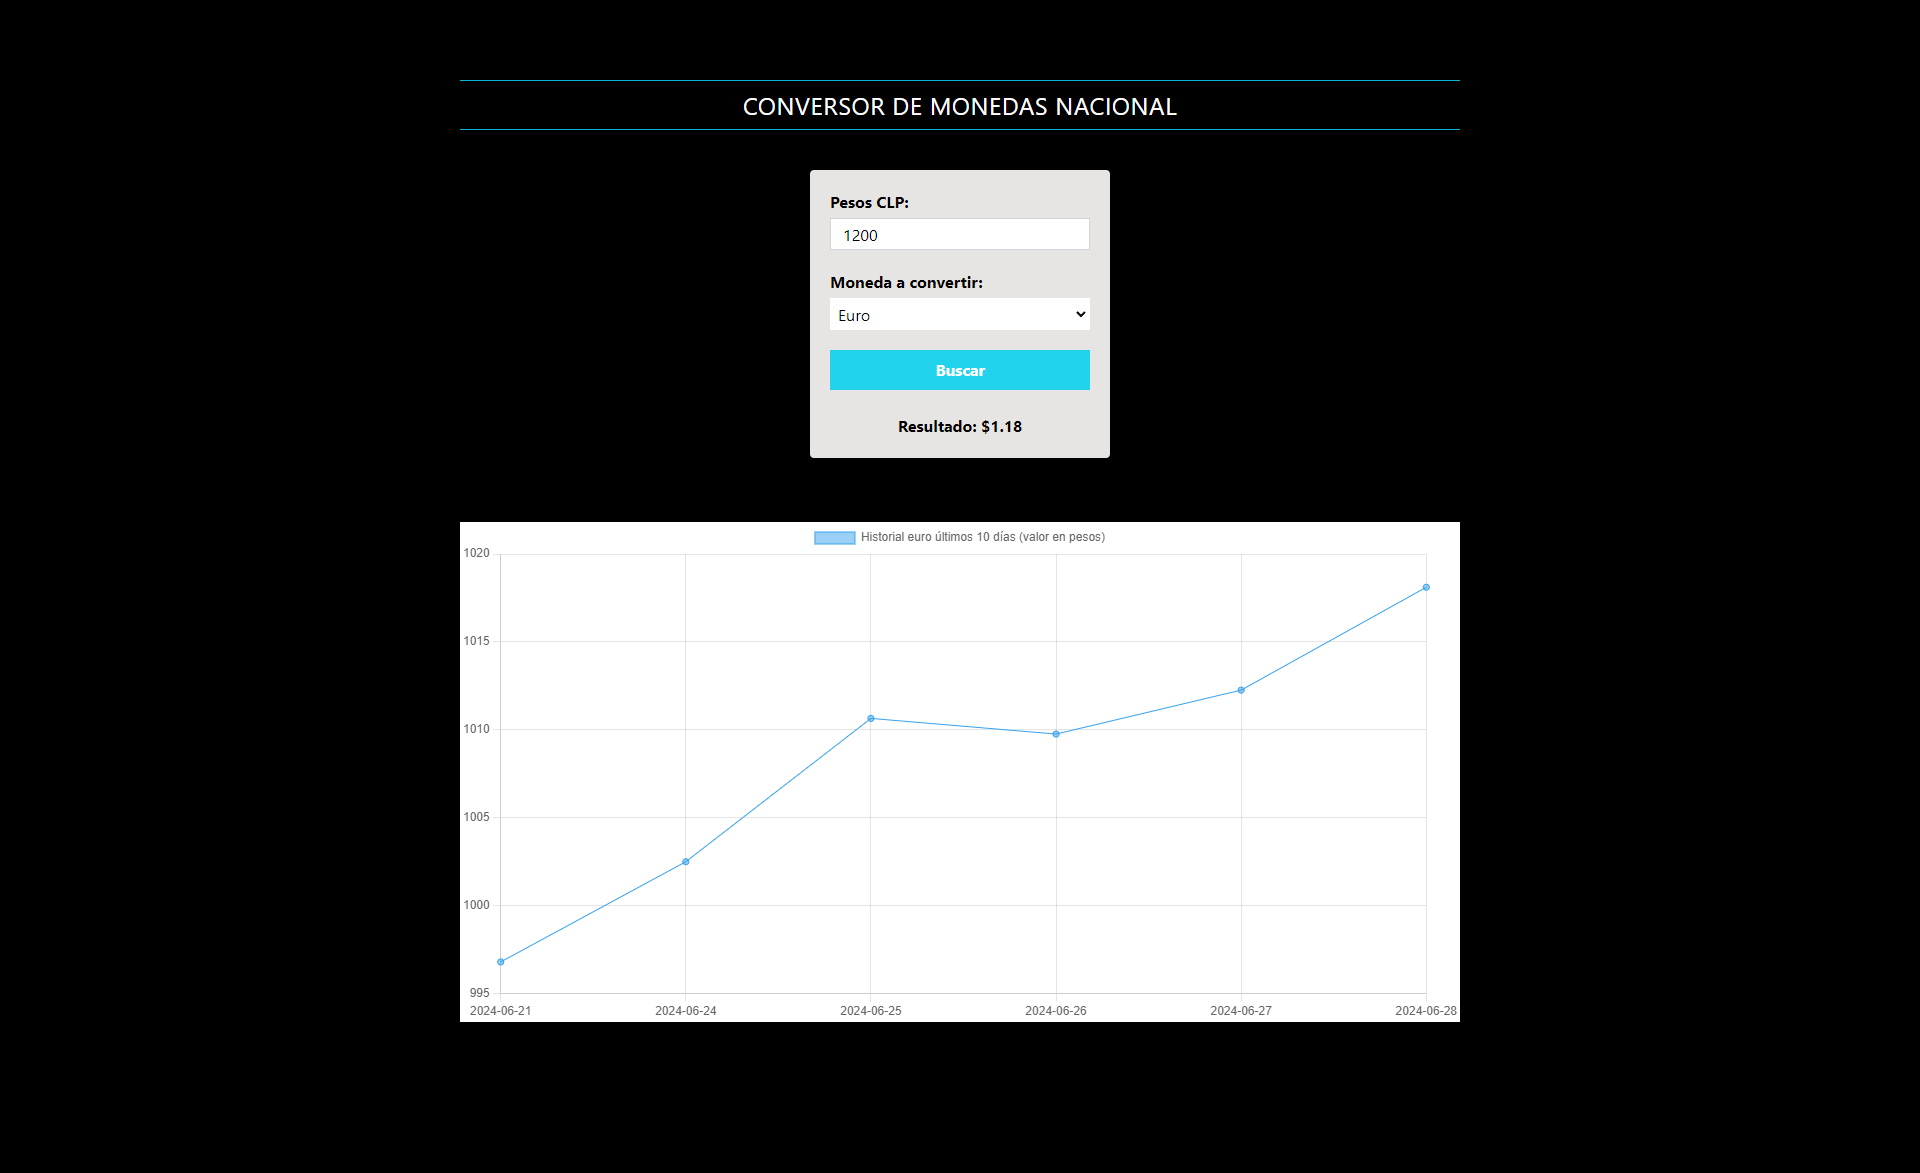 CONVERSOR DE MONEDAS NACIONAL
Pesos CLP:
1200
Moneda a convertir:
Euro
Buscar
Resultado: $1.18
Historial euro últimos 10 días (valor en pesos)
1020
1015
1010
1005
1000
995
2024-06-21 2024-06-24 2024-06-25 2024-06-26 2024-06-27 2024-06-28